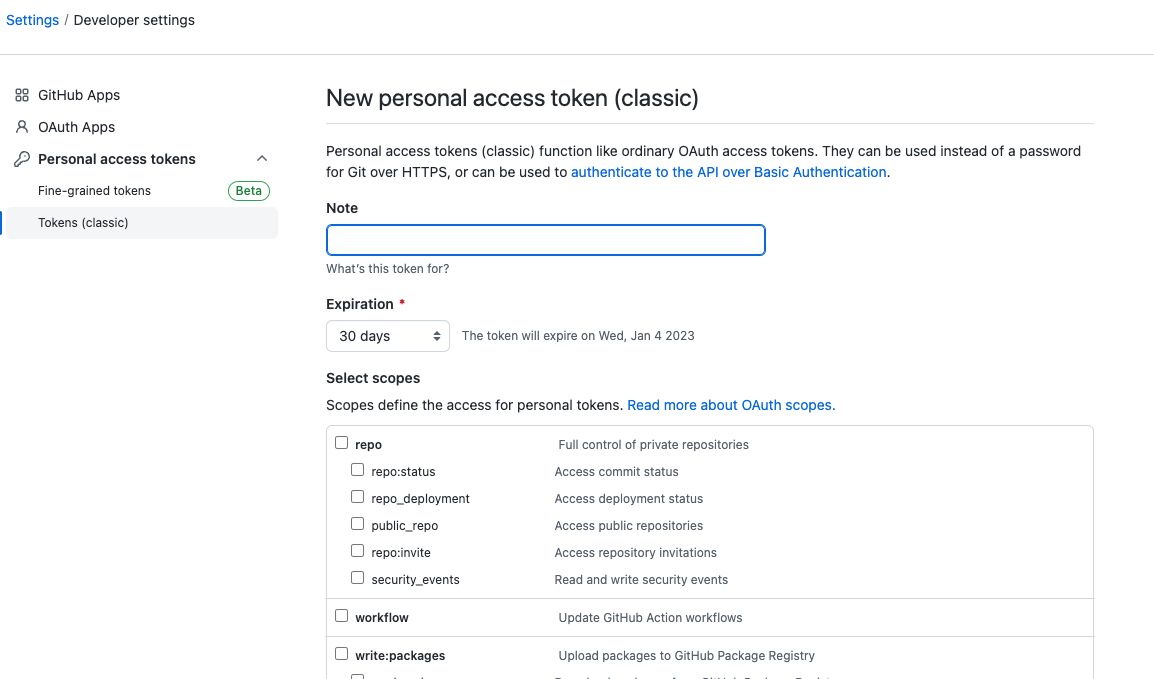 Settings / Developer settings
GitHub Apps
OAuth Apps
Personal access tokens
Fine-grained tokens Beta
Tokens (classic)
New personal access token (classic)
Personal access tokens (classic) function like ordinary OAuth access tokens. They can be used instead of a password
for Git over HTTPS, or can be used to authenticate to the API over Basic Authentication.
Note
What's this token for?
Expiration *
30 days The token will expire on Wed, Jan 4 2023
Select scopes
Scopes define the access for personal tokens. Read more about OAuth scopes.
repo Full control of private repositories
repo:status Access commit status
repo_deployment Access deployment status
public_repo Access public repositories
repo:invite Access repository invitations
security_events Read and write security events
workflow Update GitHub Action workflows
write:packages Upload packages to GitHub Package Registry